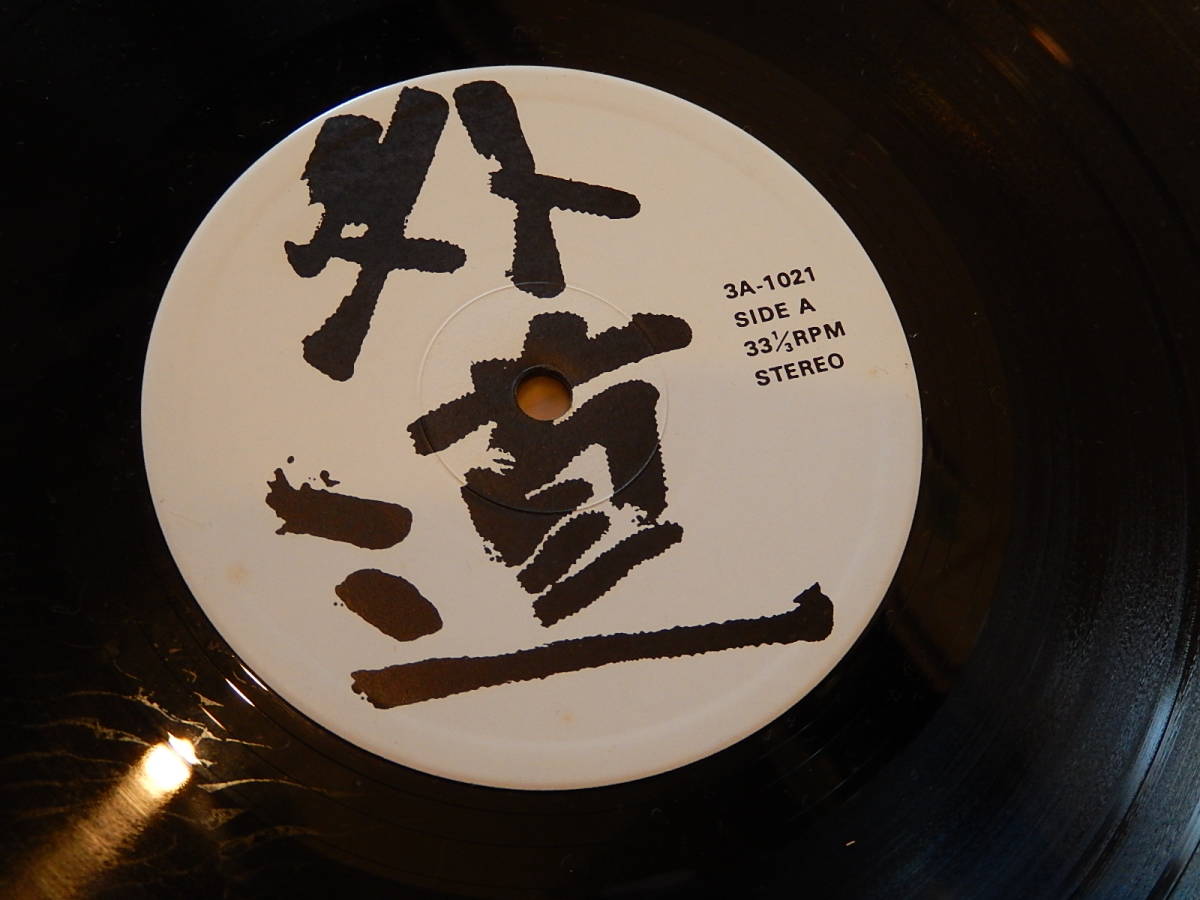 外道
3A-1021
SIDE A
33⅓RPM
STEREO